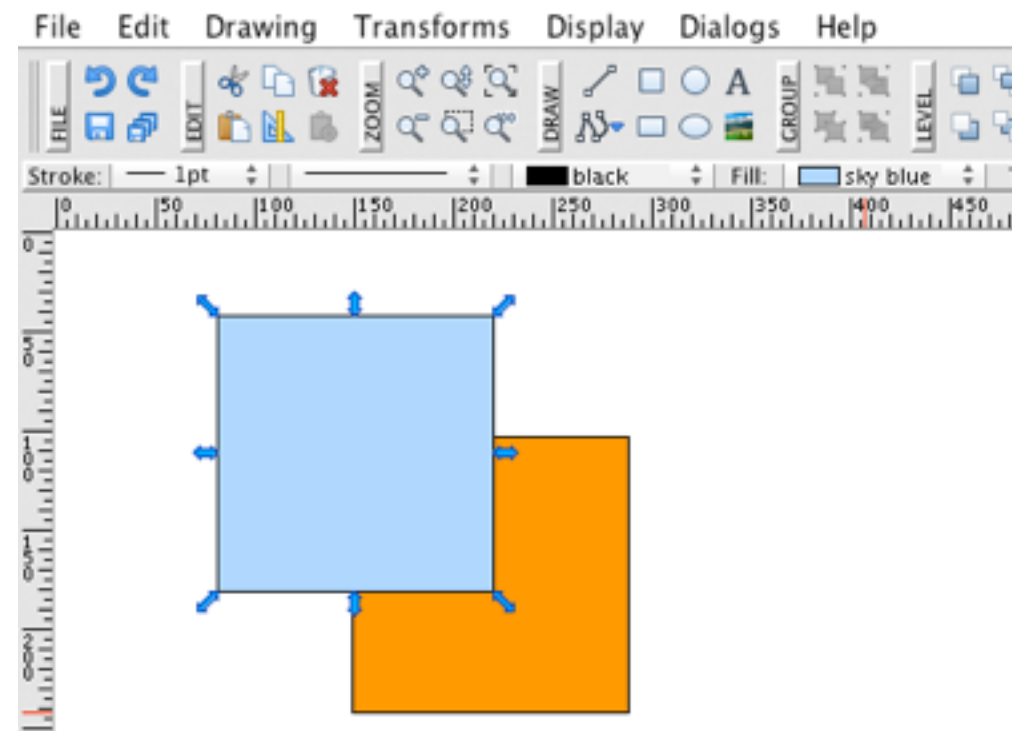 File Edit Drawing Transforms Display Dialogs Help
FILE EDIT ZOOM DRAW A GROUP LEVEL
Stroke: 1pt black Fill: sky blue
0 50 100 150 200 250 300 350 400 450
0
50
100
150
200